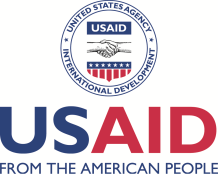 UNITED STATES AGENCY
USAID
INTERNATIONAL DEVELOPMENT
USAID
FROM THE AMERICAN PEOPLE